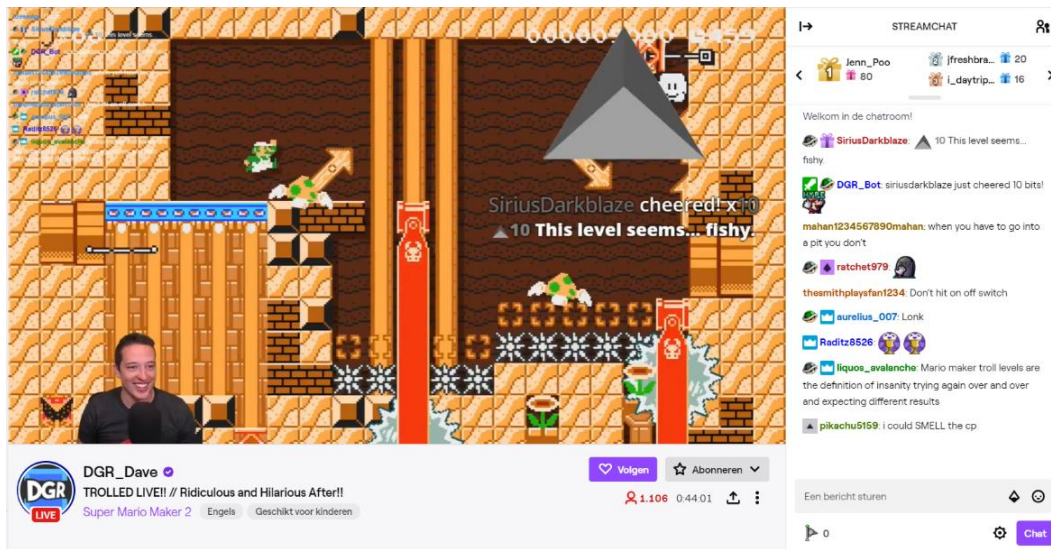 SiriusDarkblaze cheered! x10
10 This level seems... fishy.
DGR
LIVE
DGR_Dave
TROLLED LIVE!! // Ridiculous and Hilarious After!!
Super Mario Maker 2 Engels Geschikt voor kinderen
Volgen
Abonneren
1.106 0:44:01
STREAMCHAT
1 Jenn_Poo
80
jfreshbra... 20
i_daytrip... 16
Welkom in de chatroom!
SiriusDarkblaze: 10 This level seems...
fishy.
DGR_Bot: siriusdarkblaze just cheered 10 bits!
HYPE
mahan1234567890mahan: when you have to go into
a pit you don't
ratchet979:
thesmithplaysfan1234: Don't hit on off switch
aurelius_007: Lonk
Raditz8526:
liquos_avalanche: Mario maker troll levels are
the definition of insanity trying again over and over
and expecting different results
pikachu5159: i could SMELL the cp
Een bericht sturen
0
Chat